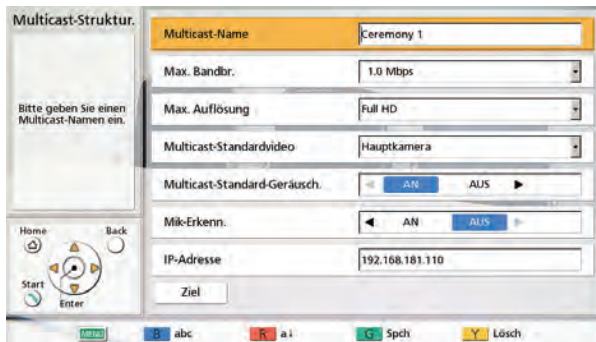 Multicast-Struktur.
Bitte geben Sie einen
Multicast-Namen ein.
Multicast-Name Ceremony 1
Max. Bandbr. 1.0 Mbps
Max. Auflösung Full HD
Multicast-Standardvideo Hauptkamera
Multicast-Standard-Geräusch. AN AUS
Mik-Erkenn. AN AUS
IP-Adresse 192.168.181.110
Ziel
Home Back
Start
Enter
MENU B abc R a↓ G Spch Y Lösch